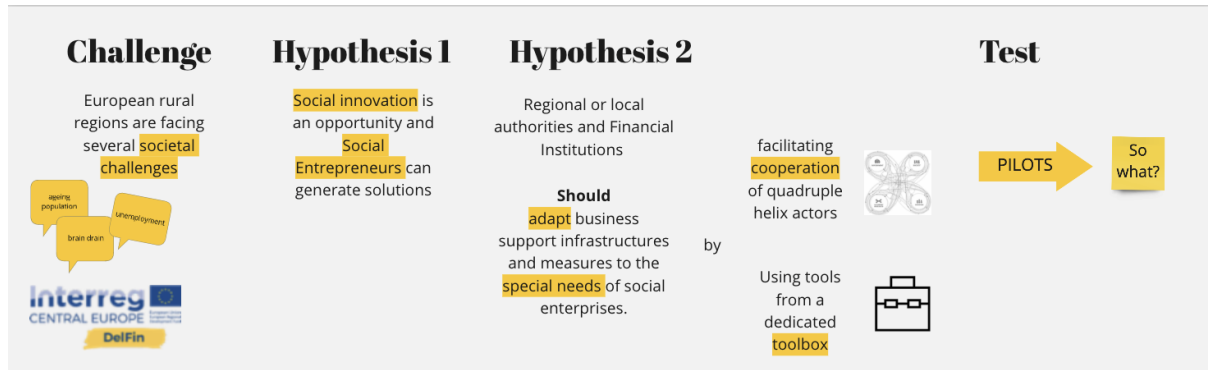 Challenge
European rural
regions are facing
several societal
challenges
ageing
population
unemployment
brain drain
Interreg
CENTRAL EUROPE
DelFin
Hypothesis 1
Social innovation is
an opportunity and
Social
Entrepreneurs can
generate solutions
Hypothesis 2
Regional or local
authorities and Financial
Institutions
Should
adapt business
support infrastructures
and measures to the
special needs of social
enterprises.
by
facilitating
cooperation
of quadruple
helix actors
Using tools
from a
dedicated
toolbox
Test
PILOTS
So
what?